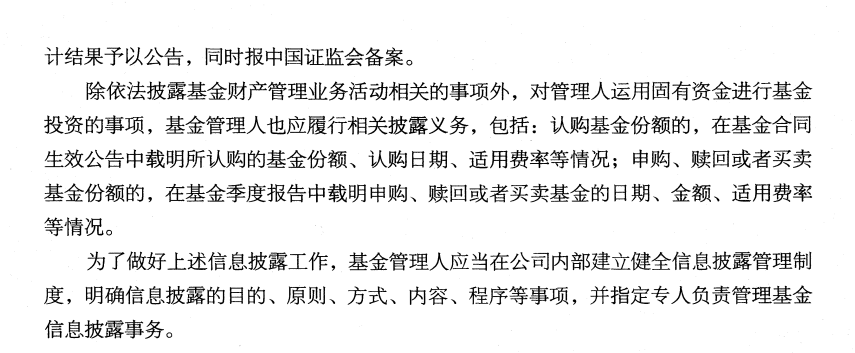 计结果予以公告，同时报中国证监会备案。
除依法披露基金财产管理业务活动相关的事项外，对管理人运用固有资金进行基金
投资的事项，基金管理人也应履行相关披露义务，包括：认购基金份额的，在基金合同
生效公告中载明所认购的基金份额、认购日期、适用费率等情况；申购、赎回或者买卖
基金份额的，在基金季度报告中载明申购、赎回或者买卖基金的日期、金额、适用费率
等情况。
为了做好上述信息披露工作，基金管理人应当在公司内部建立健全信息披露管理制
度，明确信息披露的目的、原则、方式、内容、程序等事项，并指定专人负责管理基金
信息披露事务。